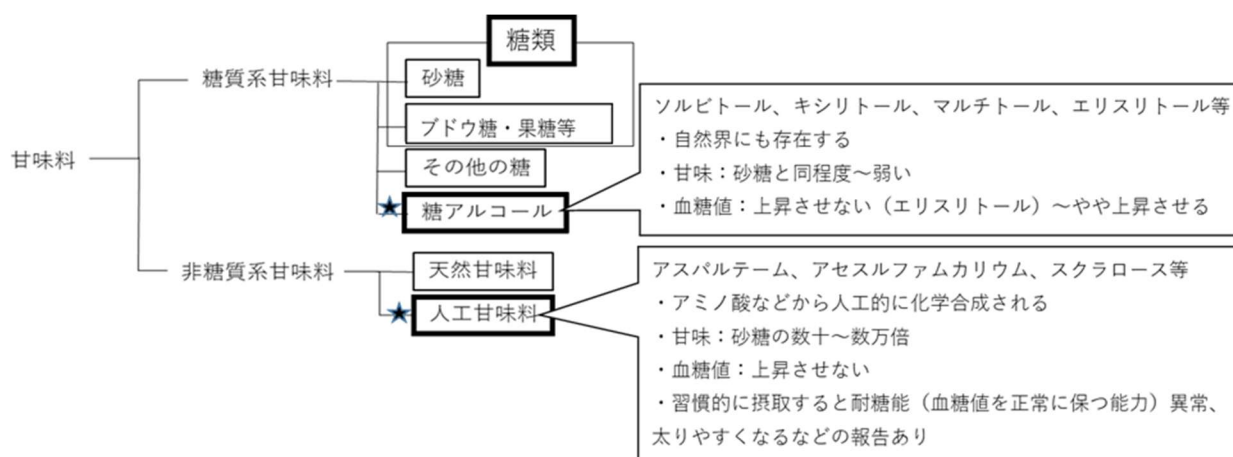 糖類
糖質系甘味料
砂糖
ブドウ糖・果糖等
甘味料
その他の糖
★
糖アルコール
ソルビトール、キシリトール、マルチトール、エリスリトール等
・自然界にも存在する
・甘味：砂糖と同程度～弱い
・血糖値：上昇させない（エリスリトール）～やや上昇させる
非糖質系甘味料
天然甘味料
★
人工甘味料
アスパルテーム、アセスルファムカリウム、スクラロース等
・アミノ酸などから人工的に化学合成される
・甘味：砂糖の数十～数万倍
・血糖値：上昇させない
・習慣的に摂取すると耐糖能（血糖値を正常に保つ能力）異常、
太りやすくなるなどの報告あり